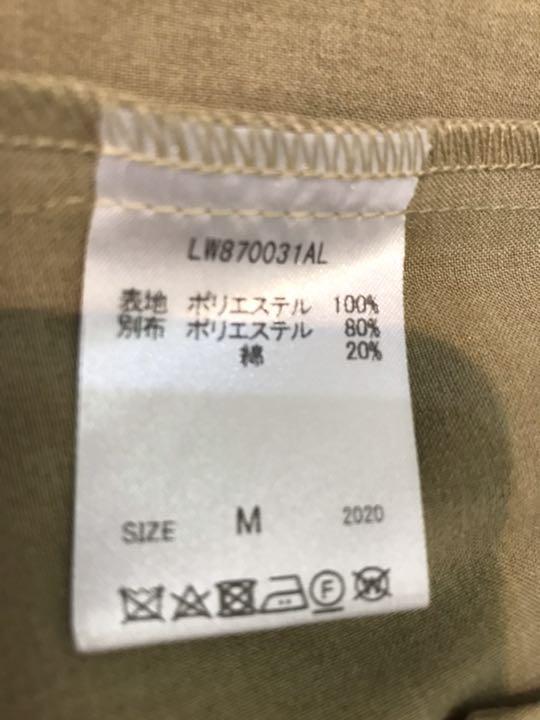 LW870031AL
表地 ポリエステル 100%
別布 ポリエステル 80%
綿 20%
SIZE M 2020
F W